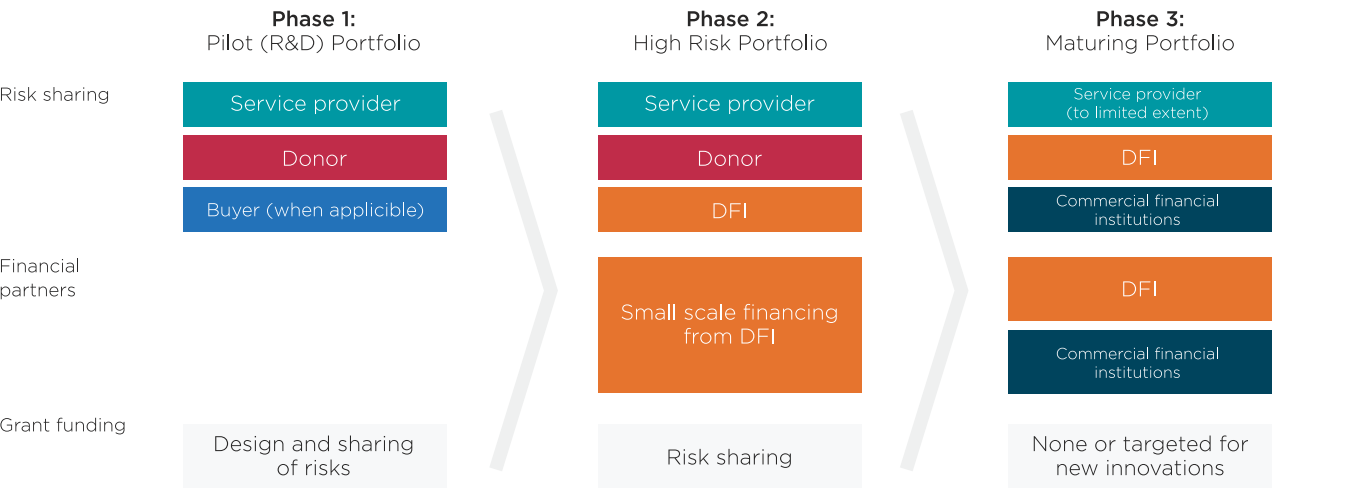 Phase 1:
Pilot (R&D) Portfolio
Phase 2:
High Risk Portfolio
Phase 3:
Maturing Portfolio
Risk sharing
Service provider
Service provider
Service provider
(to limited extent)
Donor
Donor
DFI
Buyer (when applicible)
DFI
Commercial financial
institutions
Financial
partners
Small scale financing
from DFI
DFI
Commercial financial
institutions
Grant funding
Design and sharing
of risks
Risk sharing
None or targeted for
new innovations